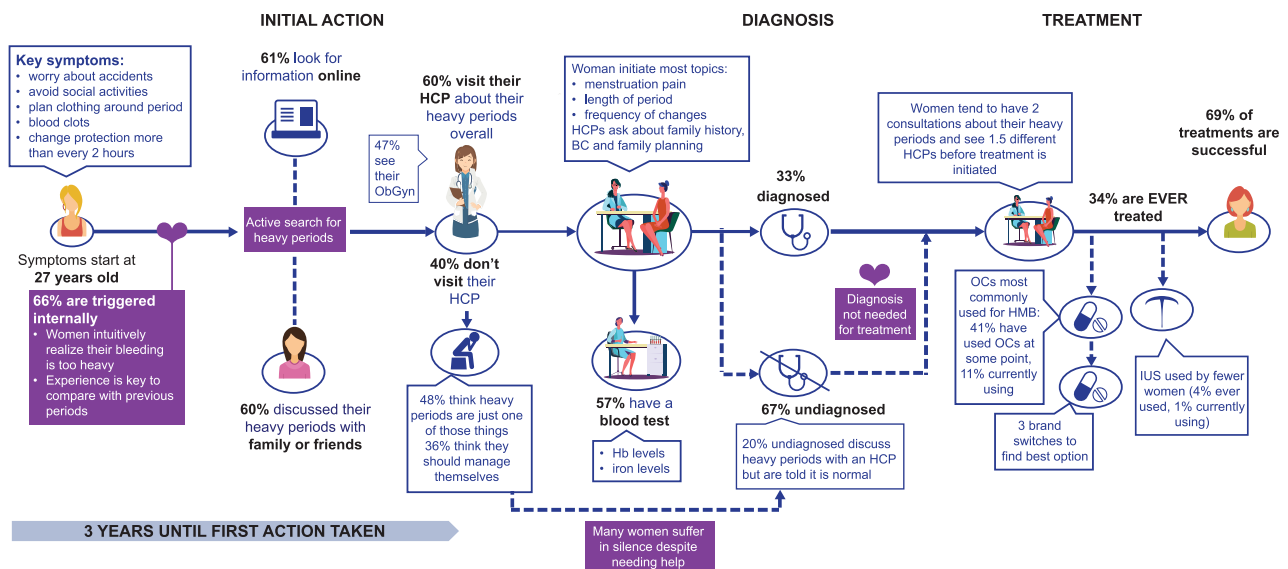 INITIAL ACTION
DIAGNOSIS
TREATMENT
Key symptoms:
• worry about accidents
• avoid social activities
• plan clothing around period
• blood clots
• change protection more
than every 2 hours
Symptoms start at
27 years old
66% are triggered
internally
• Women intuitively
realize their bleeding
is too heavy
• Experience is key to
compare with previous
periods
61% look for
information online
Active search for
heavy periods
60% discussed their
heavy periods with
family or friends
60% visit their
HCP about their
heavy periods
overall
47%
see
their
ObGyn
40% don't
visit their
HCP
48% think heavy
periods are just one
of those things
36% think they
should manage
themselves
3 YEARS UNTIL FIRST ACTION TAKEN
Woman initiate most topics:
• menstruation pain
• length of period
• frequency of changes
HCPs ask about family history,
BC and family planning
57% have a
blood test
• Hb levels
• iron levels
Many women suffer
in silence despite
needing help
33%
diagnosed
67% undiagnosed
20% undiagnosed discuss
heavy periods with an HCP
but are told it is normal
Diagnosis
not needed
for treatment
Women tend to have 2
consultations about their heavy
periods and see 1.5 different
HCPs before treatment is
initiated
34% are EVER
treated
69% of
treatments are
successful
OCs most
commonly
used for HMB:
41% have
used OCs at
some point,
11% currently
using
3 brand
switches to
find best option
IUS used by fewer
women (4% ever
used, 1% currently
using)